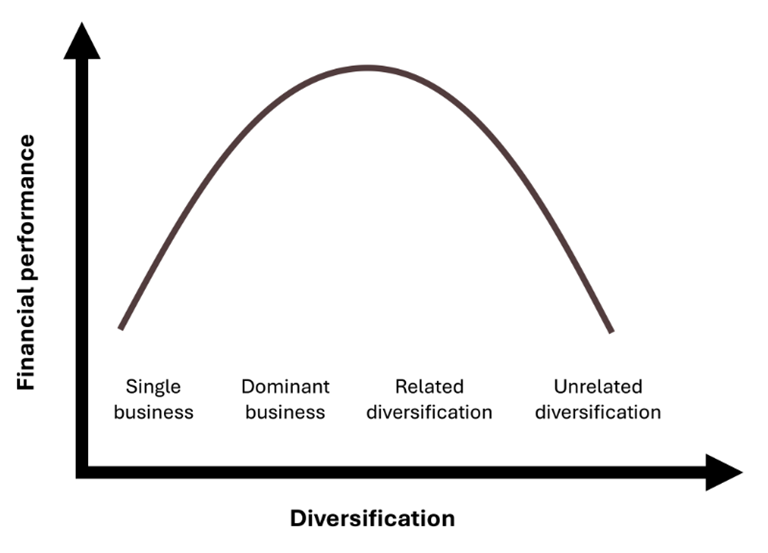 Financial performance
Single
business
Dominant
business
Related
diversification
Unrelated
diversification
Diversification